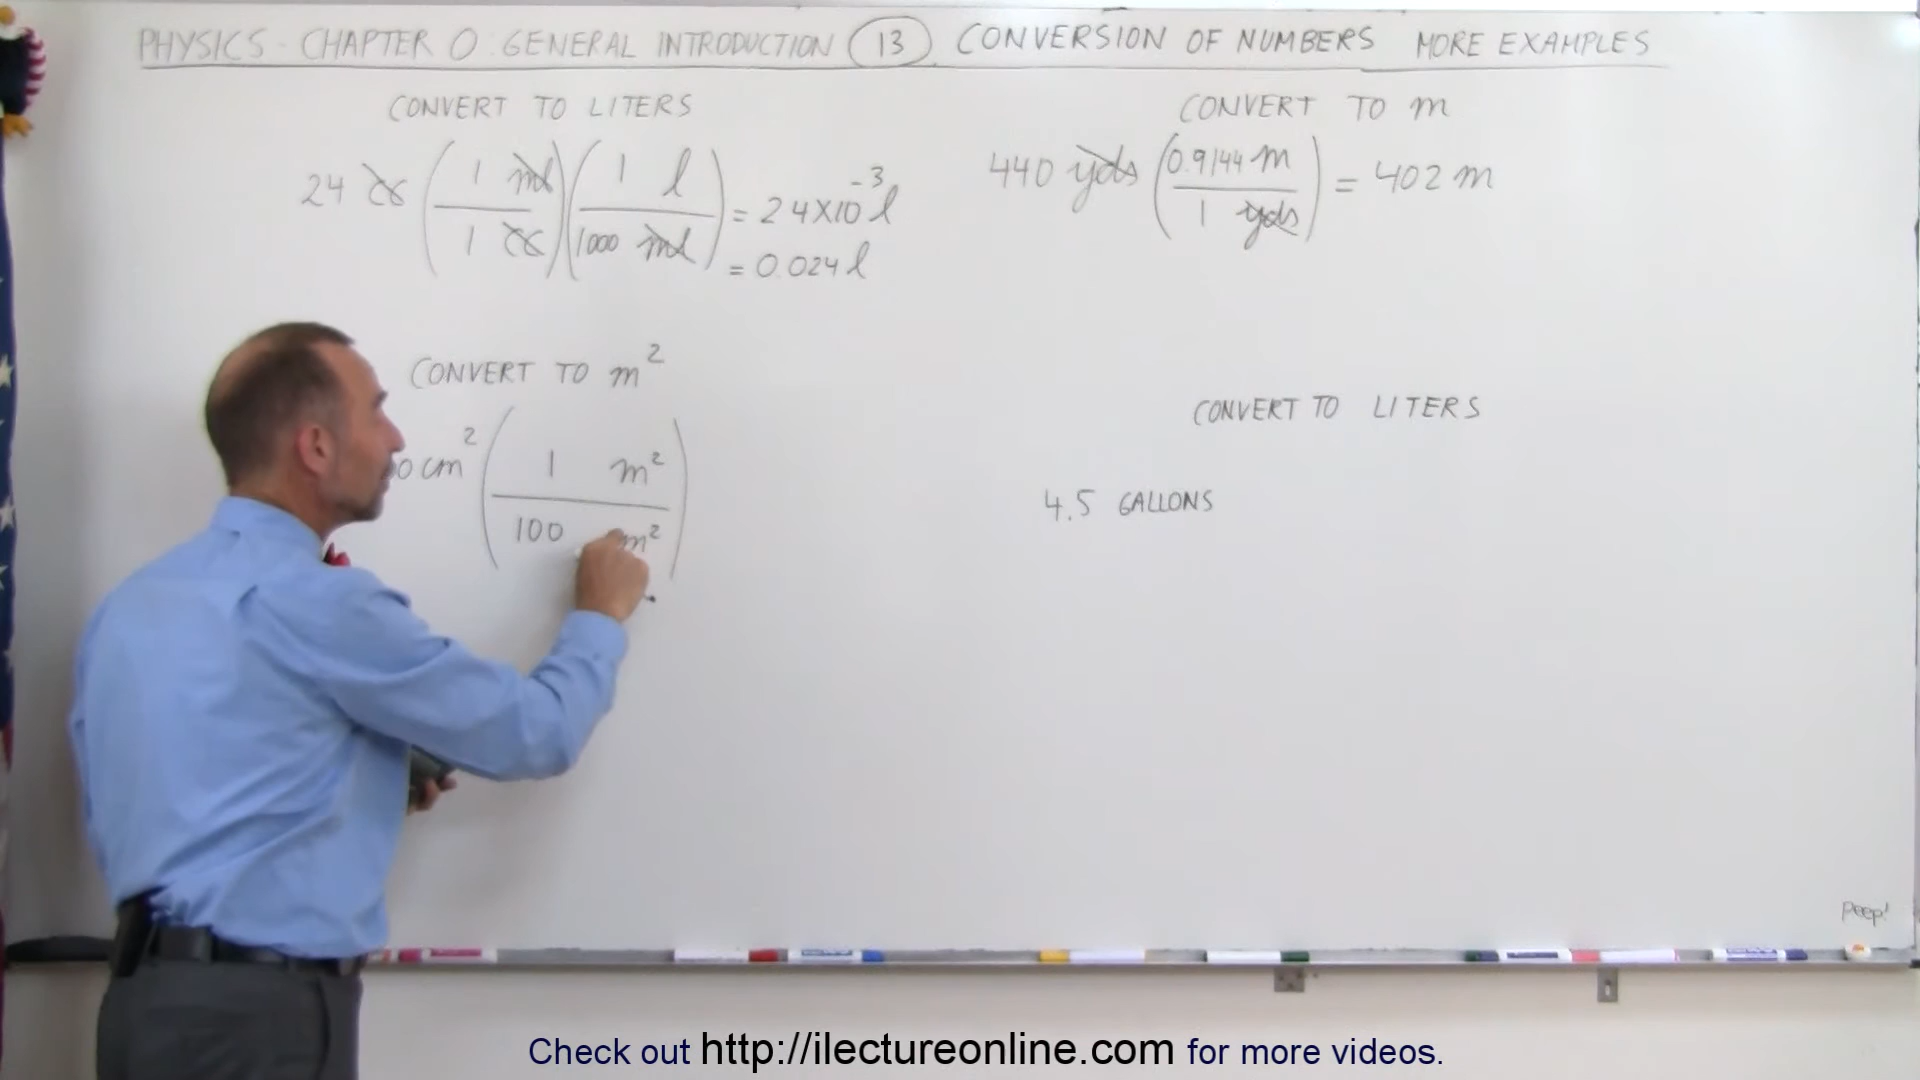 PHYSICS - CHAPTER 0: GENERAL INTRODUCTION 13 CONVERSION OF NUMBERS MORE EXAMPLES
CONVERT TO LITERS
24 cc ( 1 ml / 1 cc ) ( 1 l / 1000 ml ) = 24 X 10^-3 l
= 0.024 l
CONVERT TO m
440 yds ( 0.9144 m / 1 yds ) = 402 m
CONVERT TO m²
0 cm² ( 1 m² / 100 m² )
CONVERT TO LITERS
4.5 GALLONS
Peep!
Check out http://ilectureonline.com for more videos.